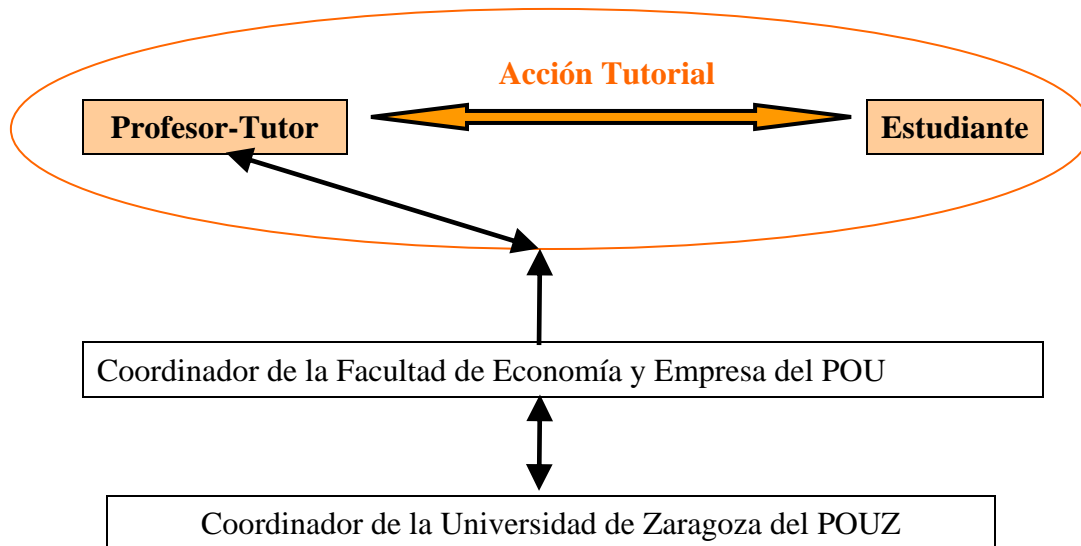 Acción Tutorial
Profesor-Tutor
Estudiante
Coordinador de la Facultad de Economía y Empresa del POU
Coordinador de la Universidad de Zaragoza del POUZ